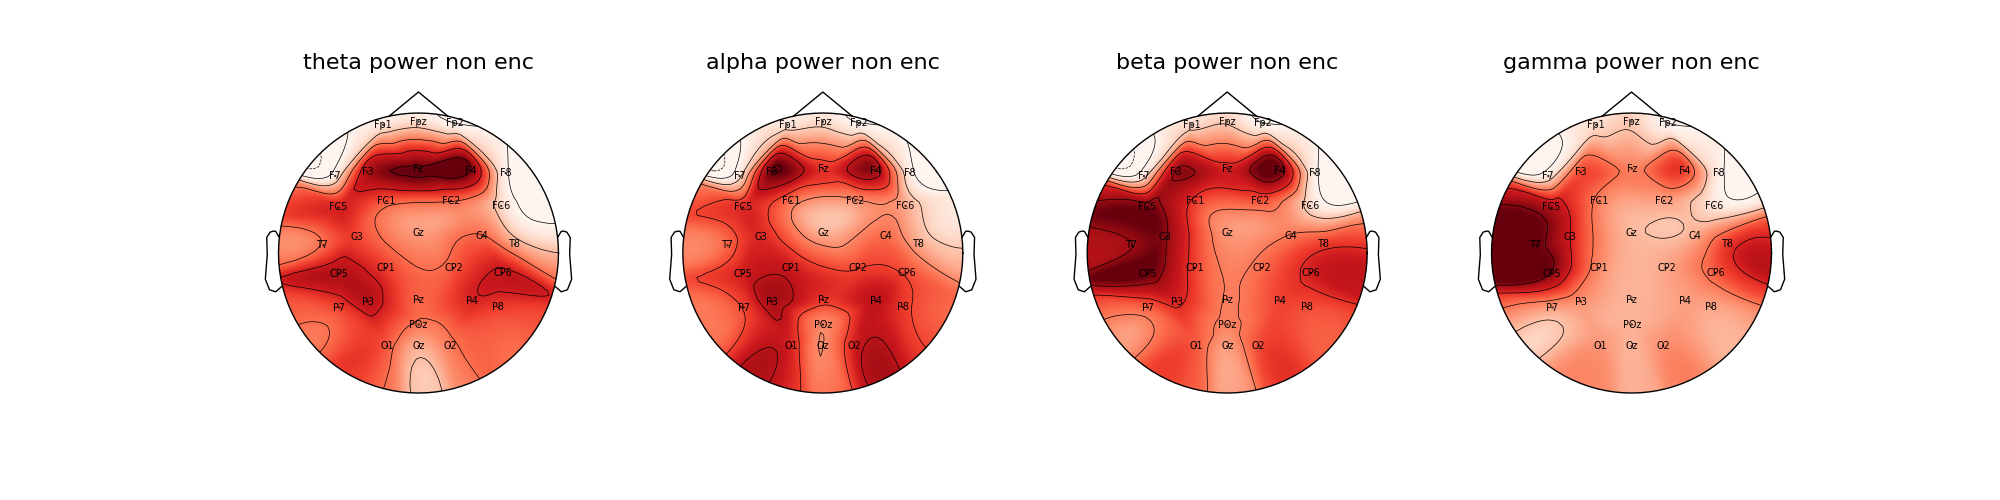 theta power non enc
alpha power non enc
beta power non enc
gamma power non enc
Fp1 Fpz Fp2
F7 F3 Fz F4 F8
FC5 FC1 FC2 FC6
T7 C3 Cz C4 T8
CP5 CP1 CP2 CP6
P7 P3 Pz P4 P8
POz
O1 Oz O2
Fp1 Fpz Fp2
F7 F3 Fz F4 F8
FC5 FC1 FC2 FC6
T7 C3 Cz C4 T8
CP5 CP1 CP2 CP6
P7 P3 Pz P4 P8
POz
O1 Oz O2
Fp1 Fpz Fp2
F7 F3 Fz F4 F8
FC5 FC1 FC2 FC6
T7 C3 Cz C4 T8
CP5 CP1 CP2 CP6
P7 P3 Pz P4 P8
POz
O1 Oz O2
Fp1 Fpz Fp2
F7 F3 Fz F4 F8
FC5 FC1 FC2 FC6
T7 C3 Cz C4 T8
CP5 CP1 CP2 CP6
P7 P3 Pz P4 P8
POz
O1 Oz O2